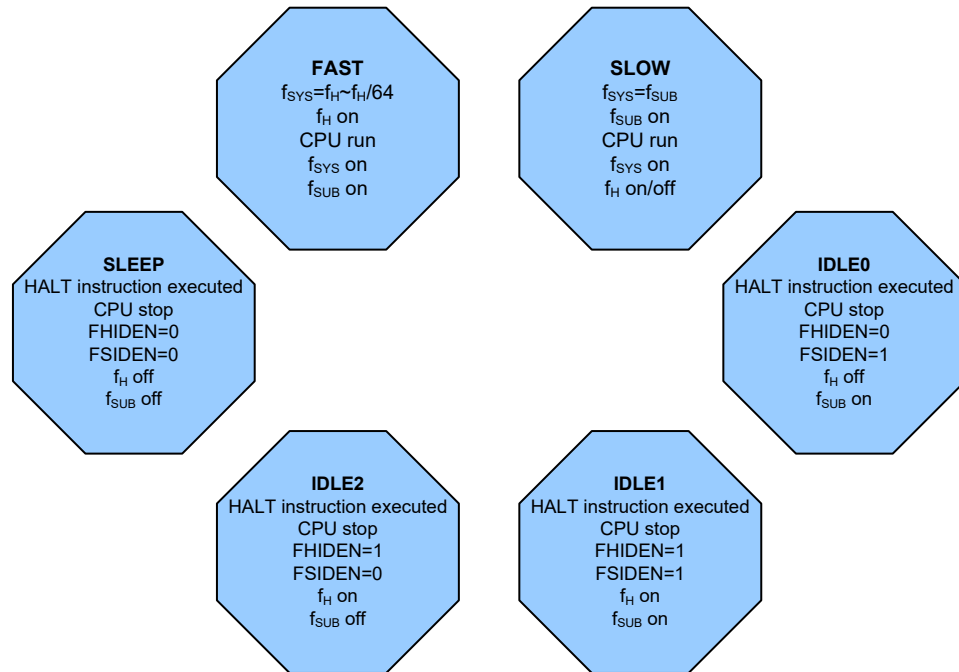 FAST
fSYS=fH~fH/64
fH on
CPU run
fSYS on
fSUB on
SLOW
fSYS=fSUB
fSUB on
CPU run
fSYS on
fH on/off
SLEEP
HALT instruction executed
CPU stop
FHIDEN=0
FSIDEN=0
fH off
fSUB off
IDLE0
HALT instruction executed
CPU stop
FHIDEN=0
FSIDEN=1
fH off
fSUB on
IDLE2
HALT instruction executed
CPU stop
FHIDEN=1
FSIDEN=0
fH on
fSUB off
IDLE1
HALT instruction executed
CPU stop
FHIDEN=1
FSIDEN=1
fH on
fSUB on